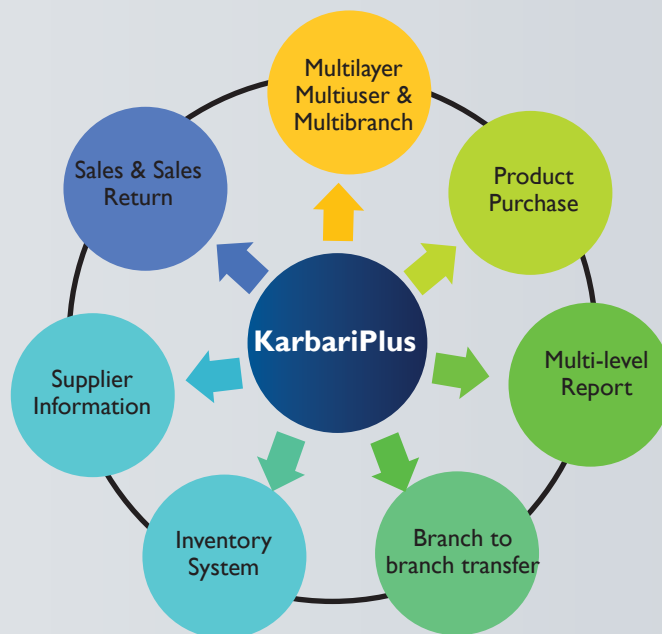 Multilayer
Multiuser &
Multibranch
Product
Purchase
Multi-level
Report
Branch to
branch transfer
Inventory
System
Supplier
Information
Sales & Sales
Return
KarbariPlus